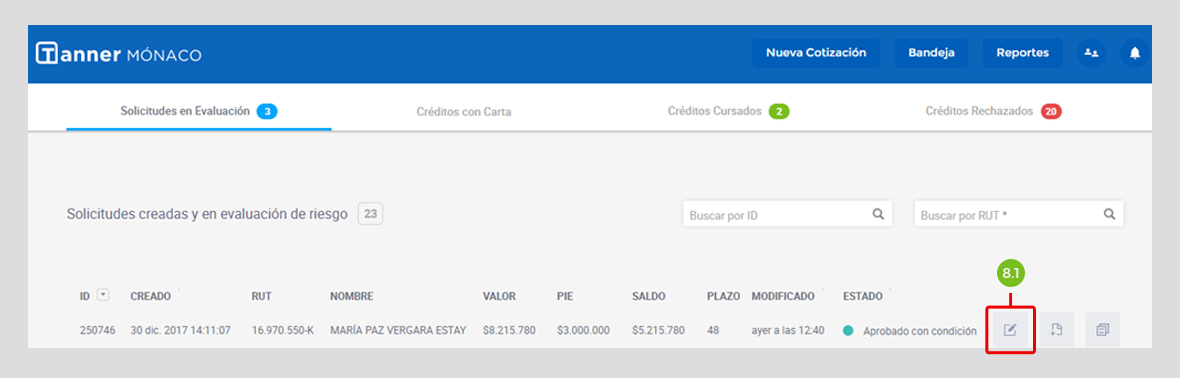 Tanner MÓNACO
Nueva Cotización Bandeja Reportes
Solicitudes en Evaluación 3 Créditos con Carta Créditos Cursados 2 Créditos Rechazados 20
Solicitudes creadas y en evaluación de riesgo 23 Buscar por ID Buscar por RUT *
8.1
ID CREADO RUT NOMBRE VALOR PIE SALDO PLAZO MODIFICADO ESTADO
250746 30 dic. 2017 14:11:07 16.970.550-K MARÍA PAZ VERGARA ESTAY $8.215.780 $3.000.000 $5.215.780 48 ayer a las 12:40 Aprobado con condición